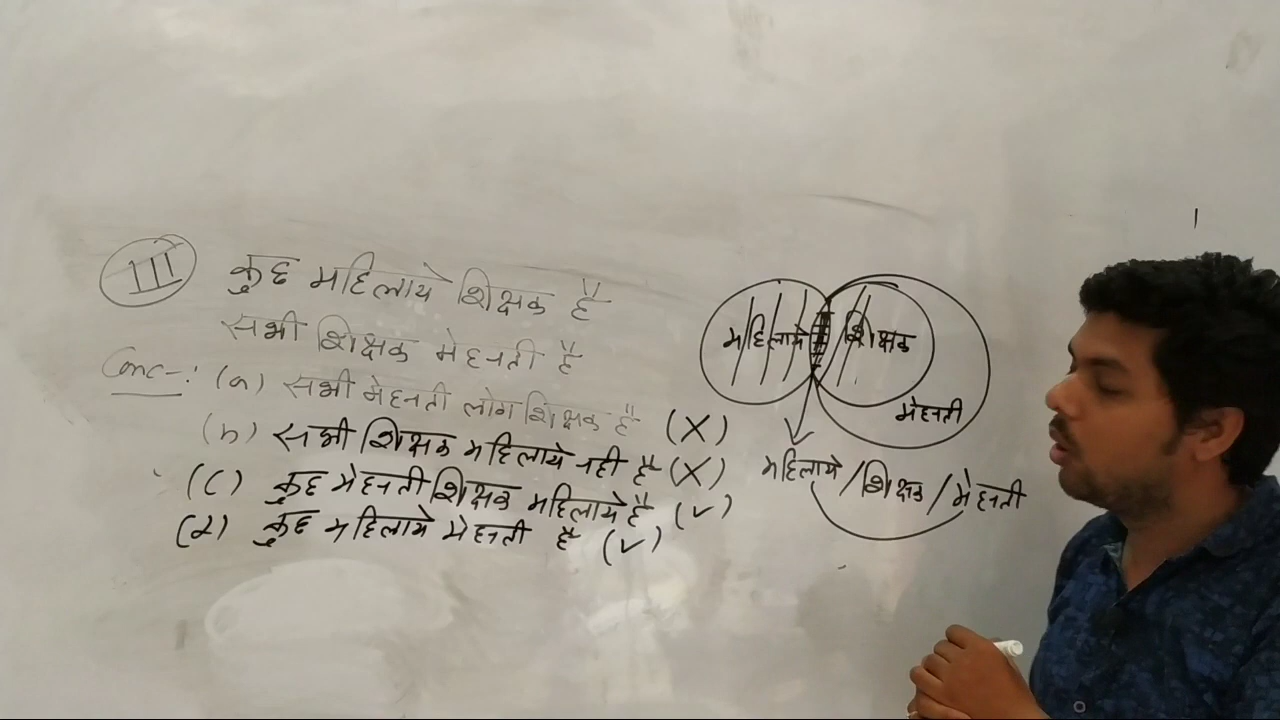 III कुछ महिलाये शिक्षक है
सभी शिक्षक मेहनती है
Conc-: (a) सभी मेहनती लोग शिक्षक है (X)
(b) सभी शिक्षक महिलाये नही है (X)
(C) कुछ मेहनती शिक्षक महिलाये है (✓)
(d) कुछ महिलाये मेहनती है (✓)
महिलाये शिक्षक
मेहनती
महिलाये/शिक्षक/मेहनती